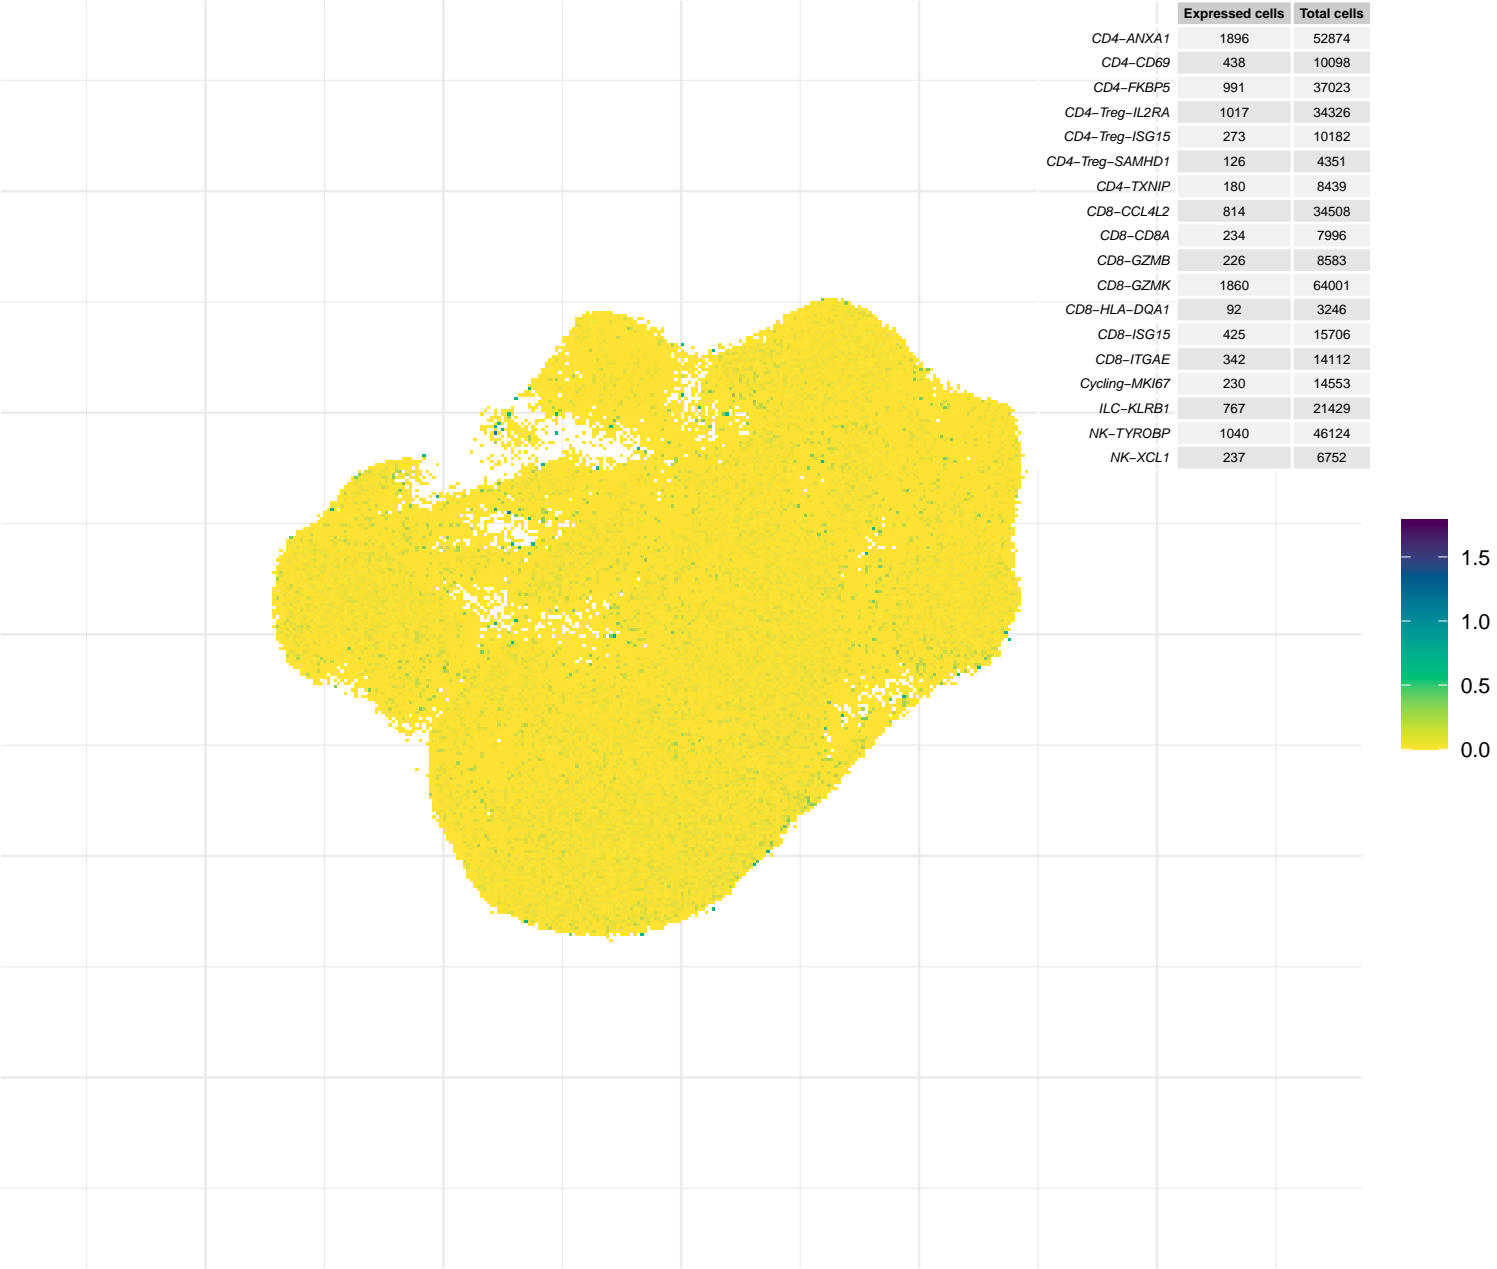 Expressed cells Total cells
CD4−ANXA1 1896 52874
CD4−CD69 438 10098
CD4−FKBP5 991 37023
CD4−Treg−IL2RA 1017 34326
CD4−Treg−ISG15 273 10182
CD4−Treg−SAMHD1 126 4351
CD4−TXNIP 180 8439
CD8−CCL4L2 814 34508
CD8−CD8A 234 7996
CD8−GZMB 226 8583
CD8−GZMK 1860 64001
CD8−HLA−DQA1 92 3246
CD8−ISG15 425 15706
CD8−ITGAE 342 14112
Cycling−MKI67 230 14553
ILC−KLRB1 767 21429
NK−TYROBP 1040 46124
NK−XCL1 237 6752
1.5
1.0
0.5
0.0